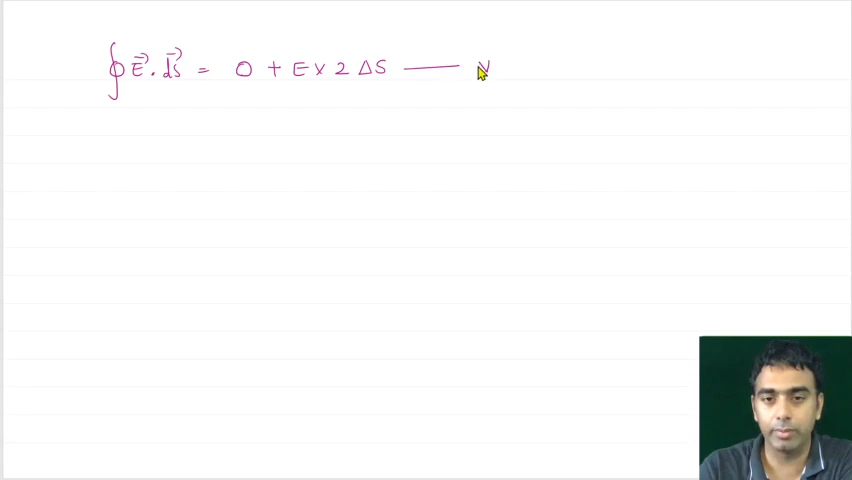 ∮ E⃗ . ds⃗ = 0 + E × 2 ΔS ——